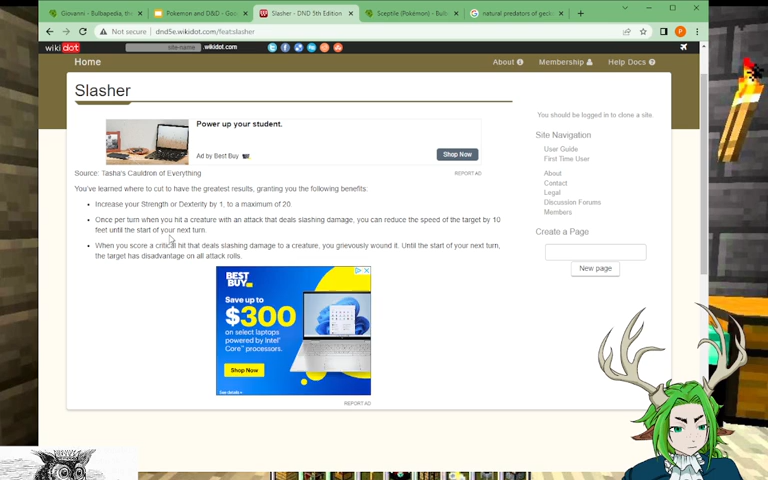 Giovanni - Bulbapedia, the
Pokemon and D&D - Goo
Slasher - DND 5th Edition
Sceptile (Pokémon) - Bulb
natural predators of geck
Not secure
dnd5e.wikidot.com/feat:slasher
wikidot
site-name
.wikidot.com
Home
About
Membership
Help Docs
Slasher
You should be logged in to clone a site.
Power up your student.
Ad by Best Buy
Shop Now
Source: Tasha's Cauldron of Everything
REPORT AD
You've learned where to cut to have the greatest results, granting you the following benefits:
Increase your Strength or Dexterity by 1, to a maximum of 20.
Once per turn when you hit a creature with an attack that deals slashing damage, you can reduce the speed of the target by 10
feet until the start of your next turn.
When you score a critical hit that deals slashing damage to a creature, you grievously wound it. Until the start of your next turn,
the target has disadvantage on all attack rolls.
Site Navigation
User Guide
First Time User
About
Contact
Legal
Discussion Forums
Members
Create a Page
New page
BEST
BUY
Save up to
$300
on select laptops
powered by Intel®
Core™ processors.
Shop Now
See details>
REPORT AD